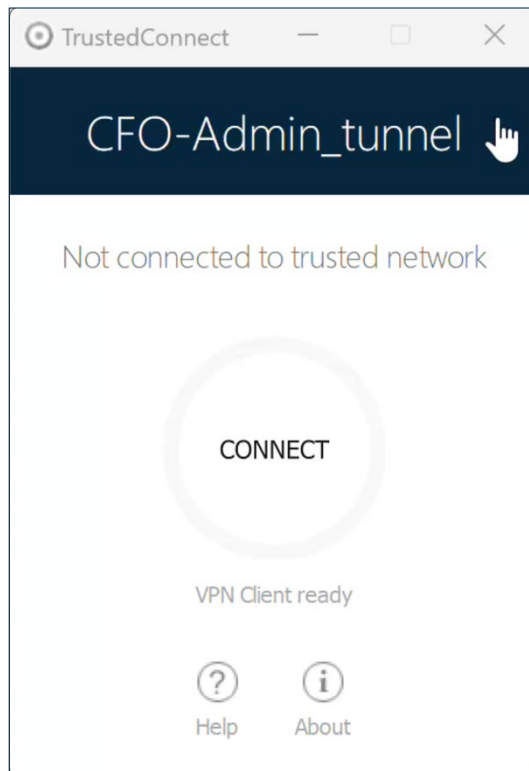 TrustedConnect
CFO-Admin_tunnel
Not connected to trusted network
CONNECT
VPN Client ready
Help About